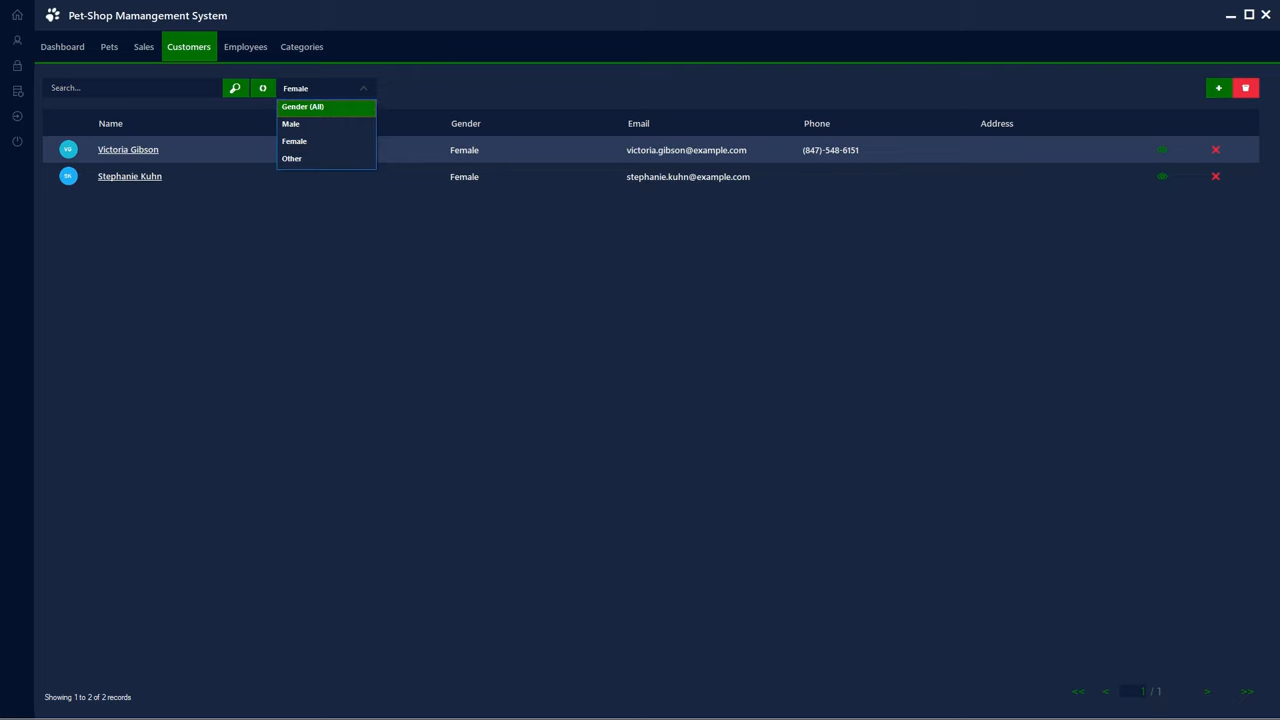 Pet-Shop Mamangement System
Dashboard Pets Sales Customers Employees Categories
Search... Female
Gender (All)
Male
Female
Other
Name Gender Email Phone Address
VG Victoria Gibson Female victoria.gibson@example.com (847)-548-6151
SK Stephanie Kuhn Female stephanie.kuhn@example.com
Showing 1 to 2 of 2 records
<< < 1 / 1 > >>